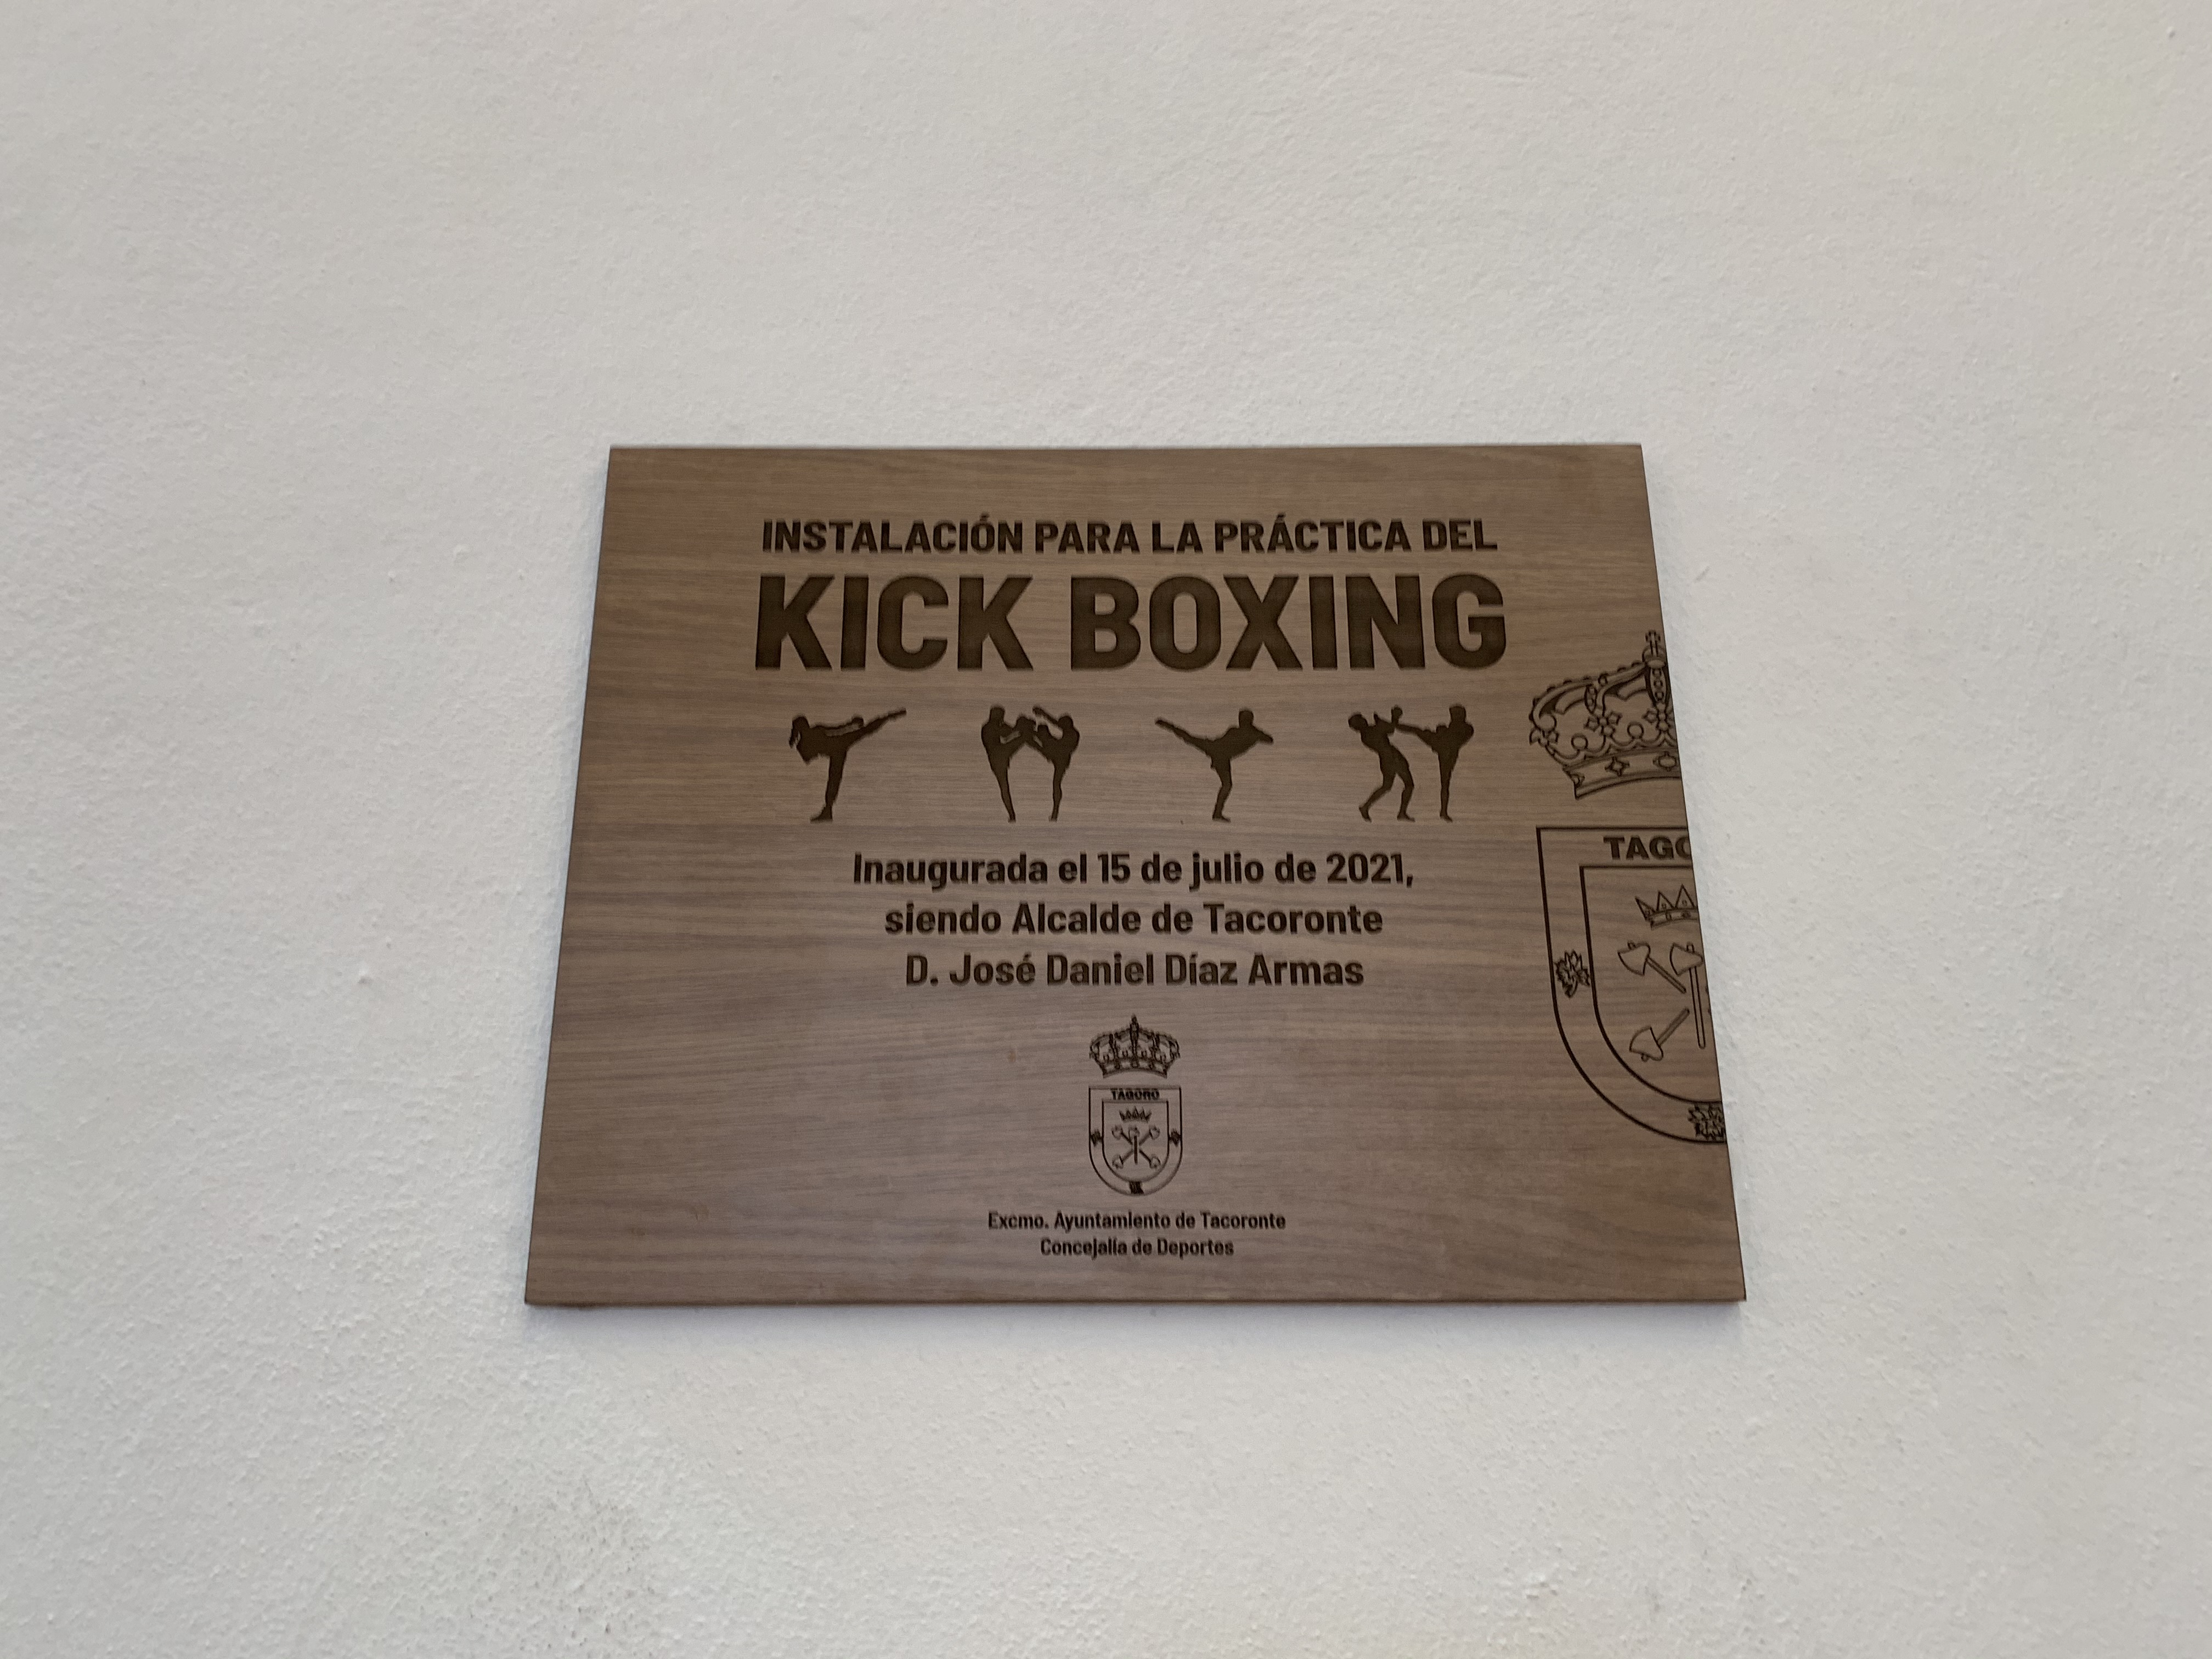 INSTALACIÓN PARA LA PRÁCTICA DEL
KICK BOXING
Inaugurada el 15 de julio de 2021,
siendo Alcalde de Tacoronte
D. José Daniel Díaz Armas
TAGORO
Excmo. Ayuntamiento de Tacoronte
Concejalía de Deportes
TAGO